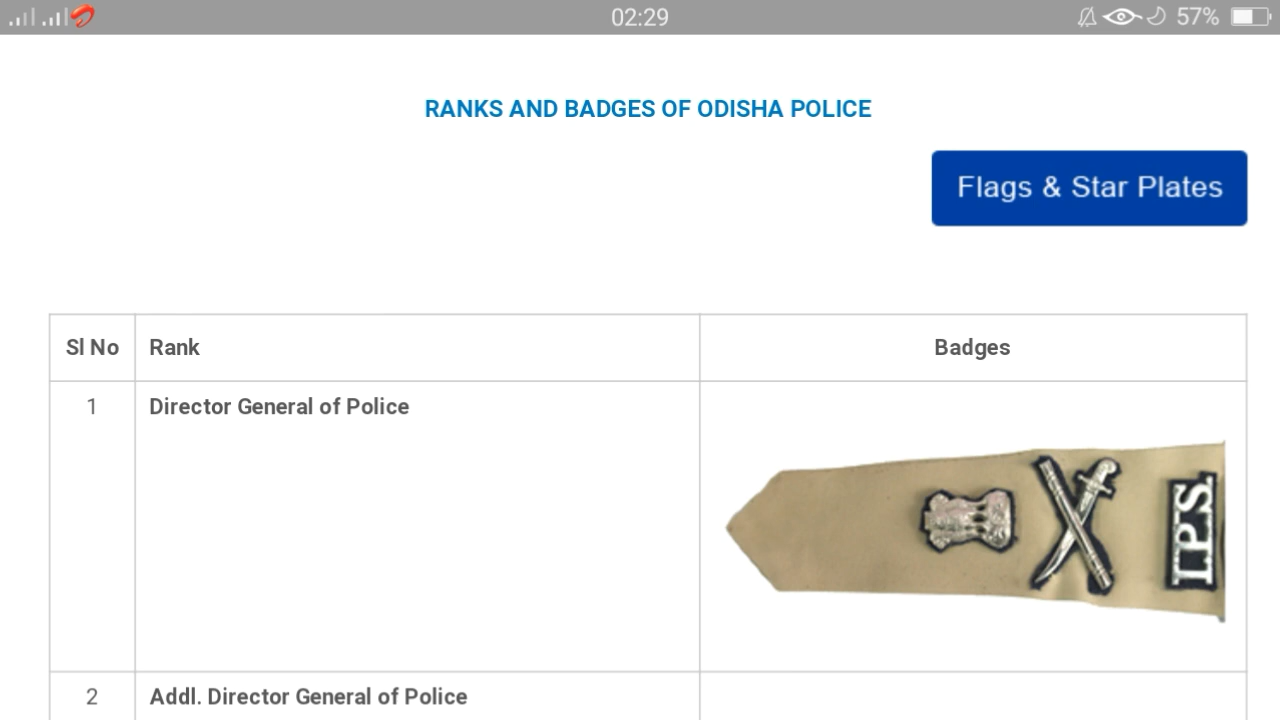 02:29
57%
RANKS AND BADGES OF ODISHA POLICE
Flags & Star Plates
Sl No Rank Badges
1 Director General of Police
I.P.S.
2 Addl. Director General of Police